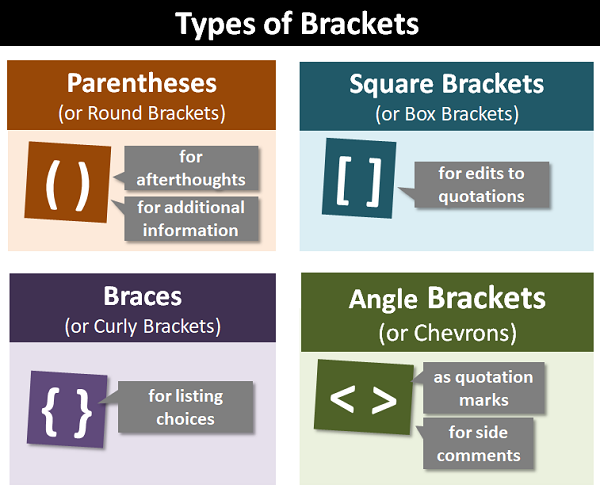 Types of Brackets
Parentheses
(or Round Brackets)
( )
for
afterthoughts
for additional
information
Square Brackets
(or Box Brackets)
[ ]
for edits to
quotations
Braces
(or Curly Brackets)
{ }
for listing
choices
Angle Brackets
(or Chevrons)
< >
as quotation
marks
for side
comments